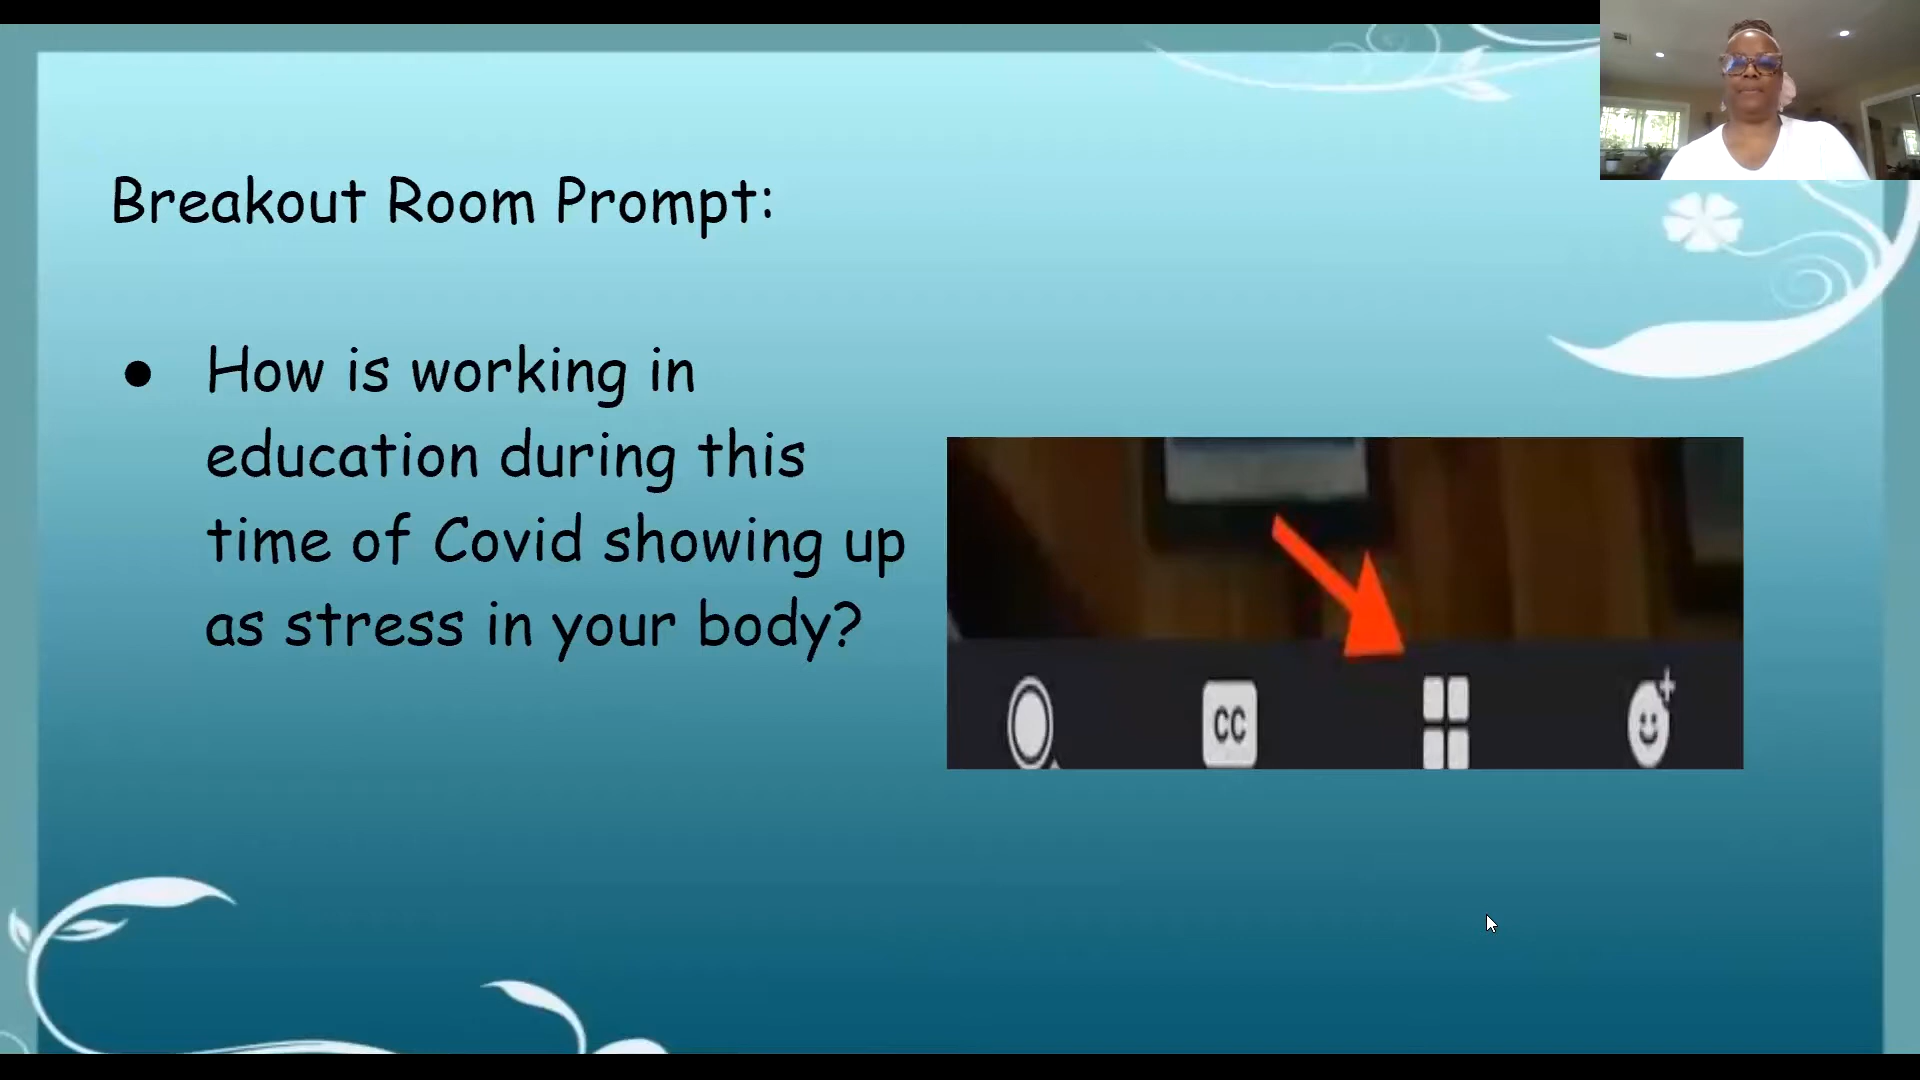 Breakout Room Prompt:
● How is working in
education during this
time of Covid showing up
as stress in your body?
CC